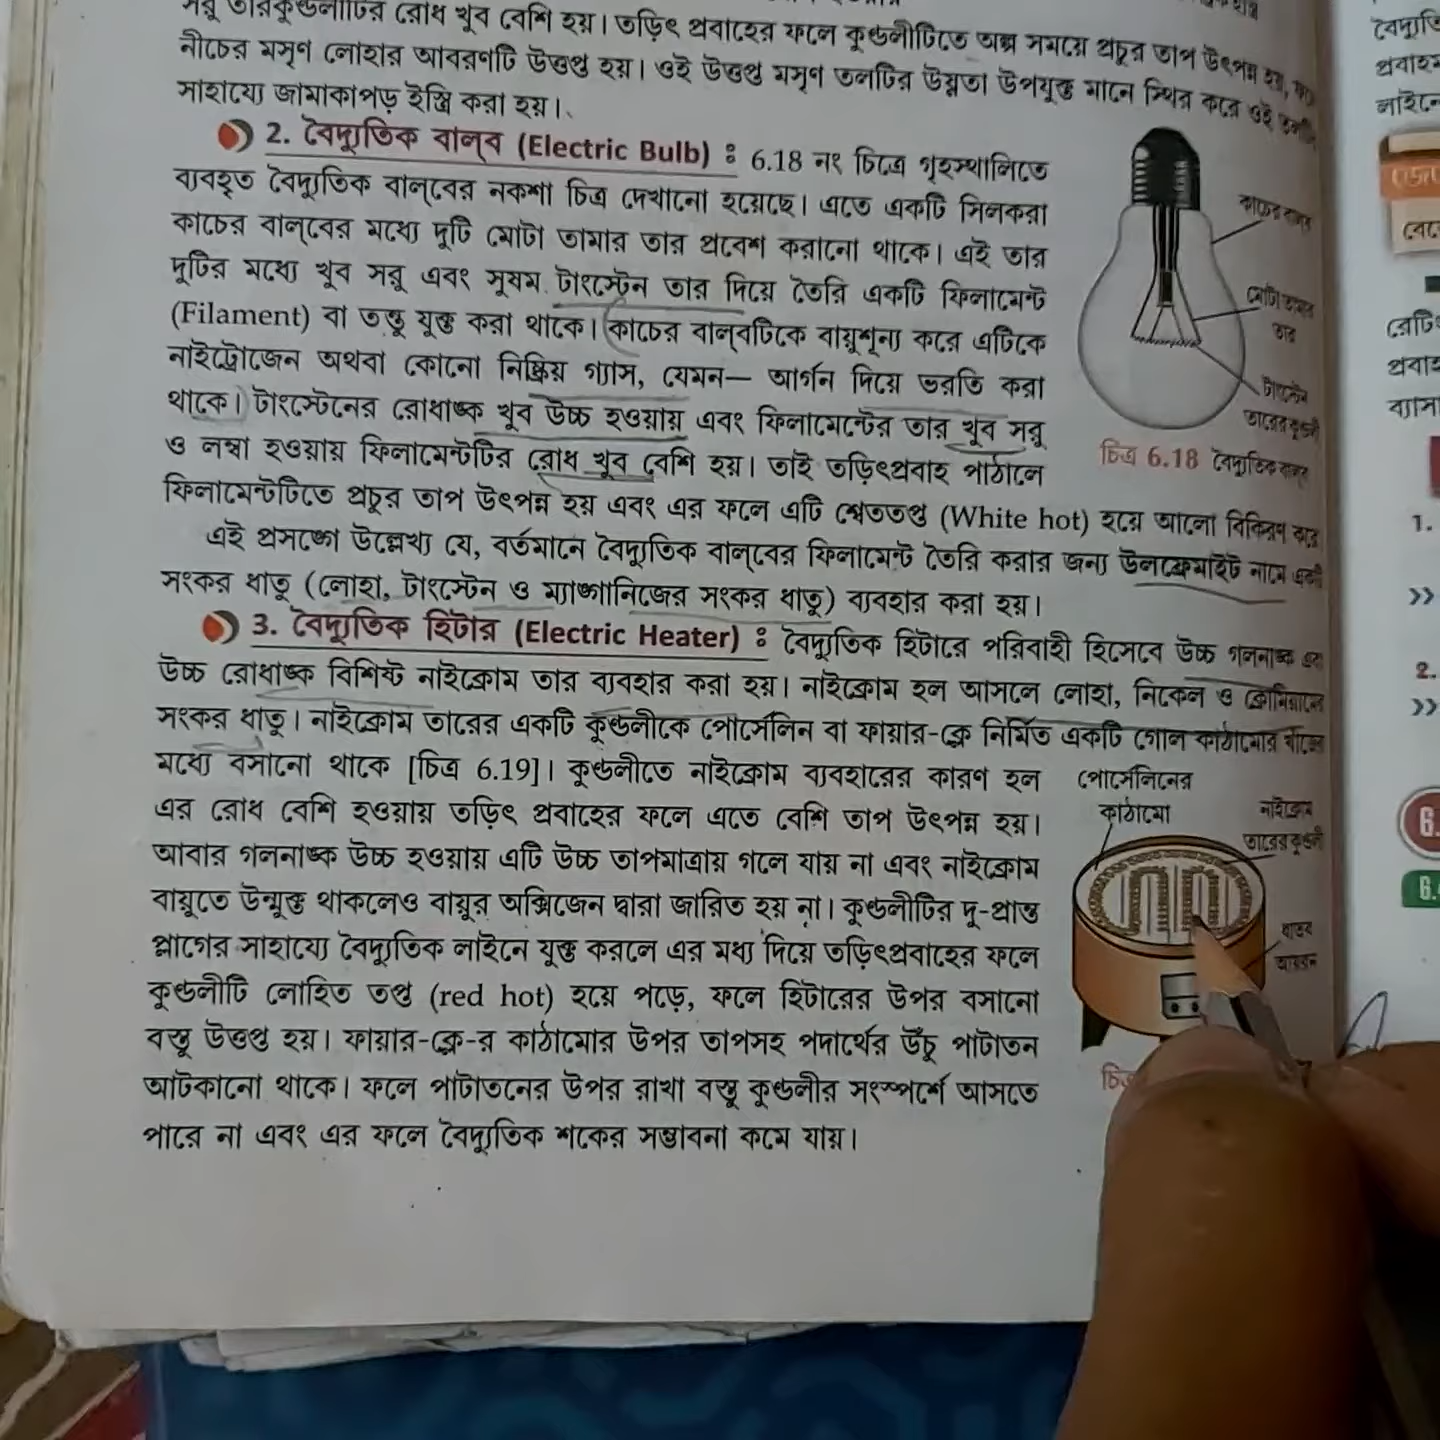 সরু তারকুণ্ডলীটির রোধ খুব বেশি হয়। তড়িৎ প্রবাহের ফলে কুণ্ডলীটিতে অল্প সময়ে প্রচুর তাপ উৎপন্ন হয়,
নীচের মসৃণ লোহার আবরণটি উত্তপ্ত হয়। ওই উত্তপ্ত মসৃণ তলটির উষ্ণতা উপযুক্ত মানে স্থির করে ওই
সাহায্যে জামাকাপড় ইস্ত্রি করা হয়।
2. বৈদ্যুতিক বাল্‌ব (Electric Bulb) : 6.18 নং চিত্রে গৃহস্থালিতে
ব্যবহৃত বৈদ্যুতিক বাল্‌বের নকশা চিত্র দেখানো হয়েছে। এতে একটি সিলকরা
কাচের বাল্‌বের মধ্যে দুটি মোটা তামার তার প্রবেশ করানো থাকে। এই তার
দুটির মধ্যে খুব সরু এবং সুষম টাংস্টেন তার দিয়ে তৈরি একটি ফিলামেন্ট
(Filament) বা তন্তু যুক্ত করা থাকে। কাচের বাল্‌বটিকে বায়ুশূন্য করে এটিকে
নাইট্রোজেন অথবা কোনো নিষ্ক্রিয় গ্যাস, যেমন— আর্গন দিয়ে ভরতি করা
থাকে। টাংস্টেনের রোধাঙ্ক খুব উচ্চ হওয়ায় এবং ফিলামেন্টের তার খুব সরু
ও লম্বা হওয়ায় ফিলামেন্টটির রোধ খুব বেশি হয়। তাই তড়িৎপ্রবাহ পাঠালে
ফিলামেন্টটিতে প্রচুর তাপ উৎপন্ন হয় এবং এর ফলে এটি শ্বেততপ্ত (White hot) হয়ে আলো বিকিরণ করে
কাচের বাল্‌ব
মোটা তামার
তার
টাংস্টেন
তারের কুণ্ডলী
চিত্র 6.18 বৈদ্যুতিক বাল্‌ব
এই প্রসঙ্গে উল্লেখ্য যে, বর্তমানে বৈদ্যুতিক বাল্‌বের ফিলামেন্ট তৈরি করার জন্য উলফ্রেমাইট নামে একটি
সংকর ধাতু (লোহা, টাংস্টেন ও ম্যাঙ্গানিজের সংকর ধাতু) ব্যবহার করা হয়।
3. বৈদ্যুতিক হিটার (Electric Heater) : বৈদ্যুতিক হিটারে পরিবাহী হিসেবে উচ্চ গলনাঙ্ক এবং
উচ্চ রোধাঙ্ক বিশিষ্ট নাইক্রোম তার ব্যবহার করা হয়। নাইক্রোম হল আসলে লোহা, নিকেল ও ক্রোমিয়ামের
সংকর ধাতু। নাইক্রোম তারের একটি কুণ্ডলীকে পোর্সেলিন বা ফায়ার-ক্লে নির্মিত একটি গোল কাঠামোর খাঁজের
মধ্যে বসানো থাকে [চিত্র 6.19]। কুণ্ডলীতে নাইক্রোম ব্যবহারের কারণ হল
এর রোধ বেশি হওয়ায় তড়িৎ প্রবাহের ফলে এতে বেশি তাপ উৎপন্ন হয়।
আবার গলনাঙ্ক উচ্চ হওয়ায় এটি উচ্চ তাপমাত্রায় গলে যায় না এবং নাইক্রোম
বায়ুতে উন্মুক্ত থাকলেও বায়ুর অক্সিজেন দ্বারা জারিত হয় না। কুণ্ডলীটির দু-প্রান্ত
প্লাগের সাহায্যে বৈদ্যুতিক লাইনে যুক্ত করলে এর মধ্য দিয়ে তড়িৎপ্রবাহের ফলে
কুণ্ডলীটি লোহিত তপ্ত (red hot) হয়ে পড়ে, ফলে হিটারের উপর বসানো
বস্তু উত্তপ্ত হয়। ফায়ার-ক্লে-র কাঠামোর উপর তাপসহ পদার্থের উঁচু পাটাতন
আটকানো থাকে। ফলে পাটাতনের উপর রাখা বস্তু কুণ্ডলীর সংস্পর্শে আসতে
পারে না এবং এর ফলে বৈদ্যুতিক শকের সম্ভাবনা কমে যায়।
পোর্সেলিনের
কাঠামো
নাইক্রোম
তারের কুণ্ডলী
ধাতব
আবরণ
বৈদ্যুতি
প্রবাহম
লাইনে
রেটিং
প্রবাহ
ব্যাসা
1.
»
2.
»
6.
6.